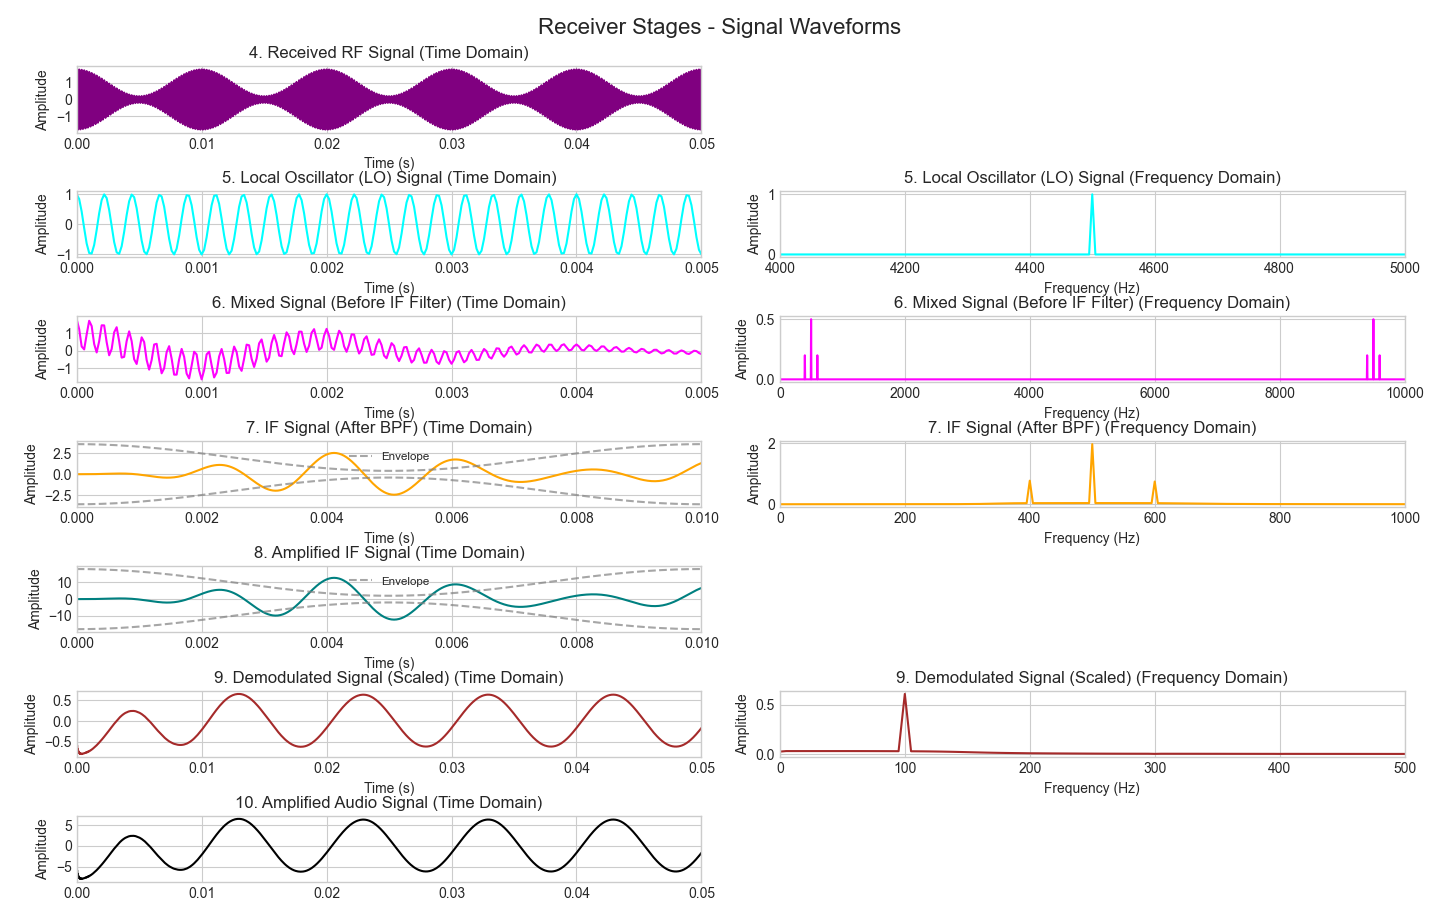 Receiver Stages - Signal Waveforms
4. Received RF Signal (Time Domain)
Amplitude
1
0
−1
0.00 0.01 0.02 0.03 0.04 0.05
Time (s)
5. Local Oscillator (LO) Signal (Time Domain)
Amplitude
1
0
−1
0.000 0.001 0.002 0.003 0.004 0.005
Time (s)
5. Local Oscillator (LO) Signal (Frequency Domain)
Amplitude
1
0
4000 4200 4400 4600 4800 5000
Frequency (Hz)
6. Mixed Signal (Before IF Filter) (Time Domain)
Amplitude
1
0
−1
0.000 0.001 0.002 0.003 0.004 0.005
Time (s)
6. Mixed Signal (Before IF Filter) (Frequency Domain)
Amplitude
0.5
0.0
0 2000 4000 6000 8000 10000
Frequency (Hz)
7. IF Signal (After BPF) (Time Domain)
Amplitude
2.5
0.0
−2.5
Envelope
0.000 0.002 0.004 0.006 0.008 0.010
Time (s)
7. IF Signal (After BPF) (Frequency Domain)
Amplitude
2
0
0 200 400 600 800 1000
Frequency (Hz)
8. Amplified IF Signal (Time Domain)
Amplitude
10
0
−10
Envelope
0.000 0.002 0.004 0.006 0.008 0.010
Time (s)
9. Demodulated Signal (Scaled) (Time Domain)
Amplitude
0.5
0.0
−0.5
0.00 0.01 0.02 0.03 0.04 0.05
Time (s)
9. Demodulated Signal (Scaled) (Frequency Domain)
Amplitude
0.5
0.0
0 100 200 300 400 500
Frequency (Hz)
10. Amplified Audio Signal (Time Domain)
Amplitude
5
0
−5
0.00 0.01 0.02 0.03 0.04 0.05